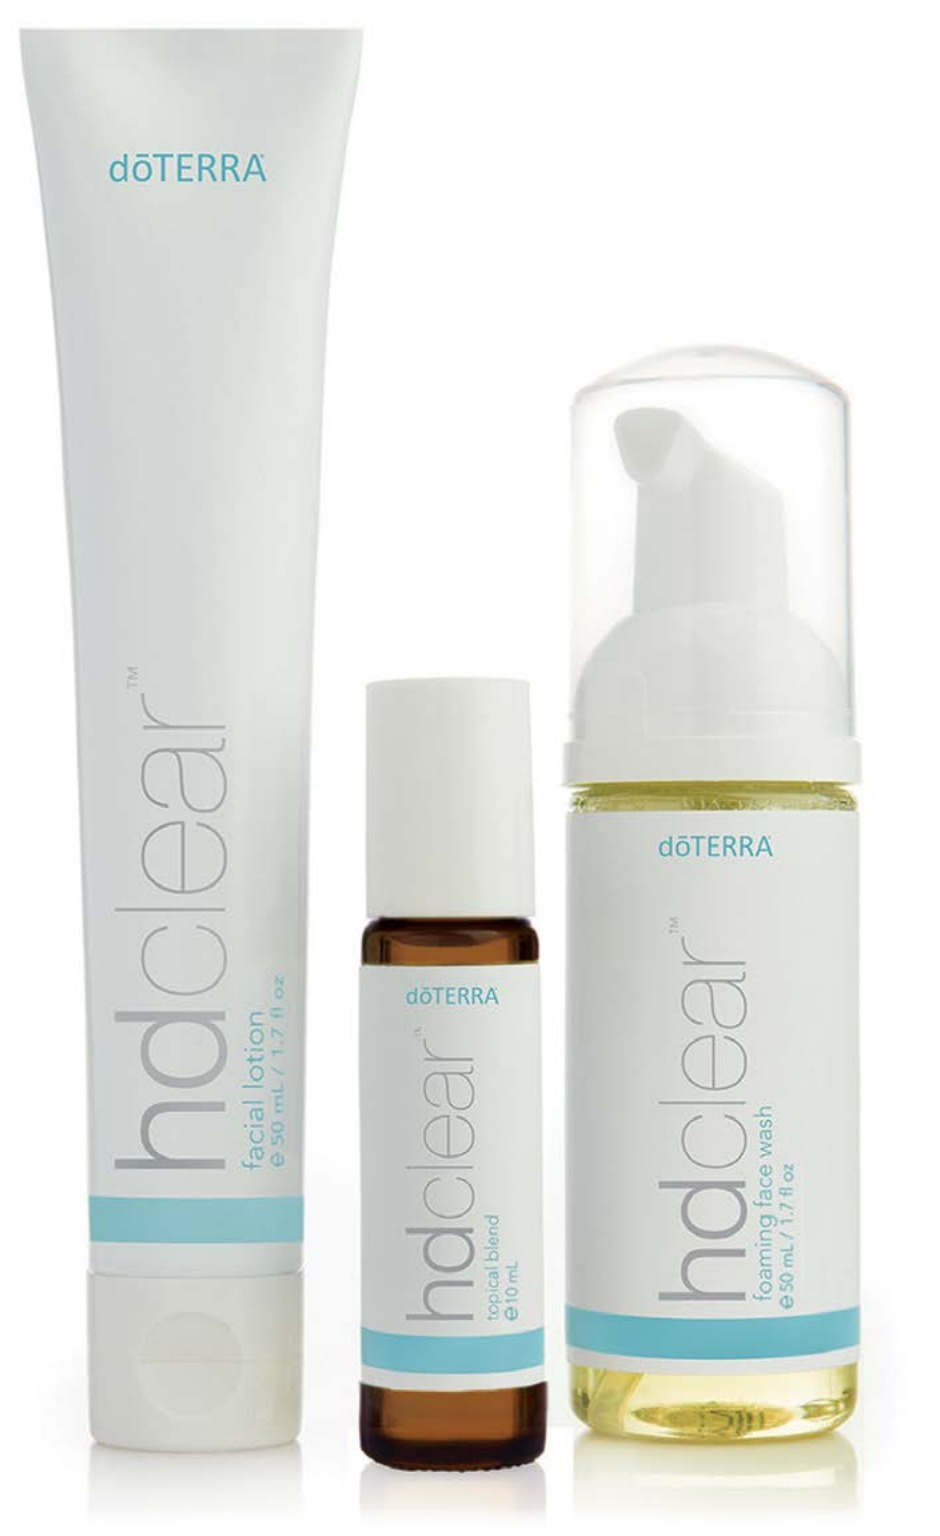 dōTERRA®
hdclear™
facial lotion
℮ 50 mL / 1.7 fl oz
dōTERRA®
hdclear™
topical blend
℮ 10 mL
dōTERRA®
hdclear™
foaming face wash
℮ 50 mL / 1.7 fl oz